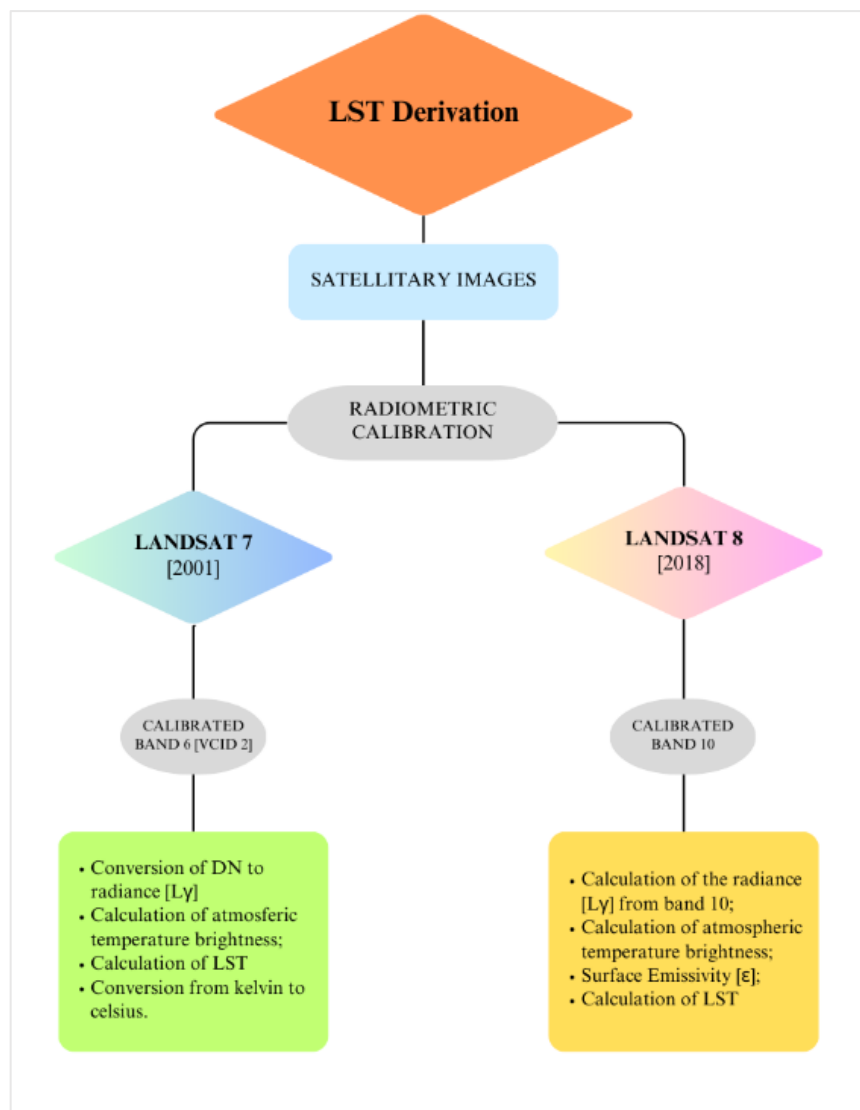 LST Derivation
SATELLITARY IMAGES
RADIOMETRIC
CALIBRATION
LANDSAT 7
[2001]
LANDSAT 8
[2018]
CALIBRATED
BAND 6 [VCID 2]
CALIBRATED
BAND 10
• Conversion of DN to
radiance [Lγ]
• Calculation of atmosferic
temperature brightness;
• Calculation of LST
• Conversion from kelvin to
celsius.
• Calculation of the radiance
[Lγ] from band 10;
• Calculation of atmospheric
temperature brightness;
• Surface Emissivity [ε];
• Calculation of LST